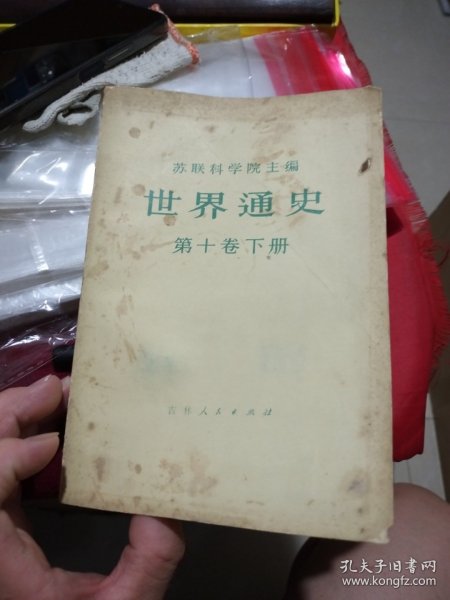 苏联科学院主编
世界通史
第十卷下册
吉林人民出版社
孔夫子旧书网
www.kongfz.com